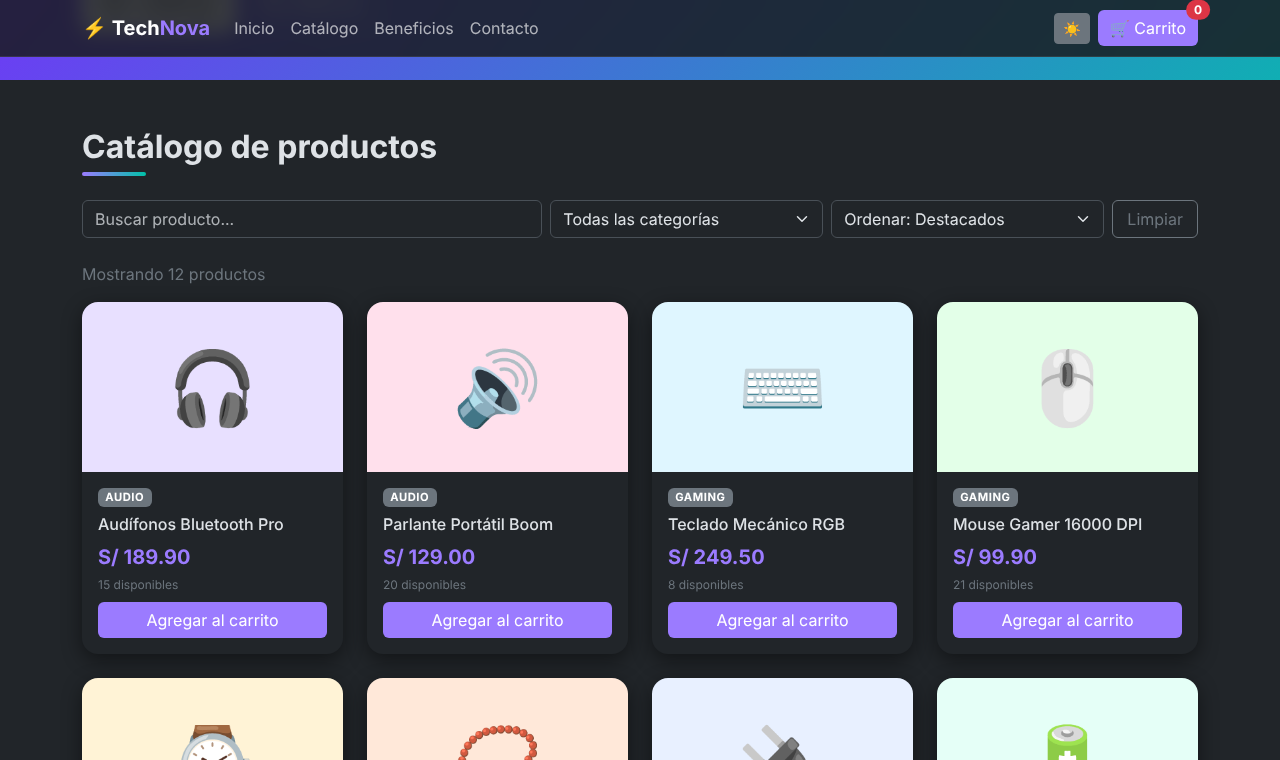 ⚡ TechNova Inicio Catálogo Beneficios Contacto ☀️ 🛒 Carrito 0
Catálogo de productos
Buscar producto... Todas las categorías Ordenar: Destacados Limpiar
Mostrando 12 productos
AUDIO AUDIO GAMING GAMING
Audífonos Bluetooth Pro Parlante Portátil Boom Teclado Mecánico RGB Mouse Gamer 16000 DPI
S/ 189.90 S/ 129.00 S/ 249.50 S/ 99.90
15 disponibles 20 disponibles 8 disponibles 21 disponibles
Agregar al carrito Agregar al carrito Agregar al carrito Agregar al carrito